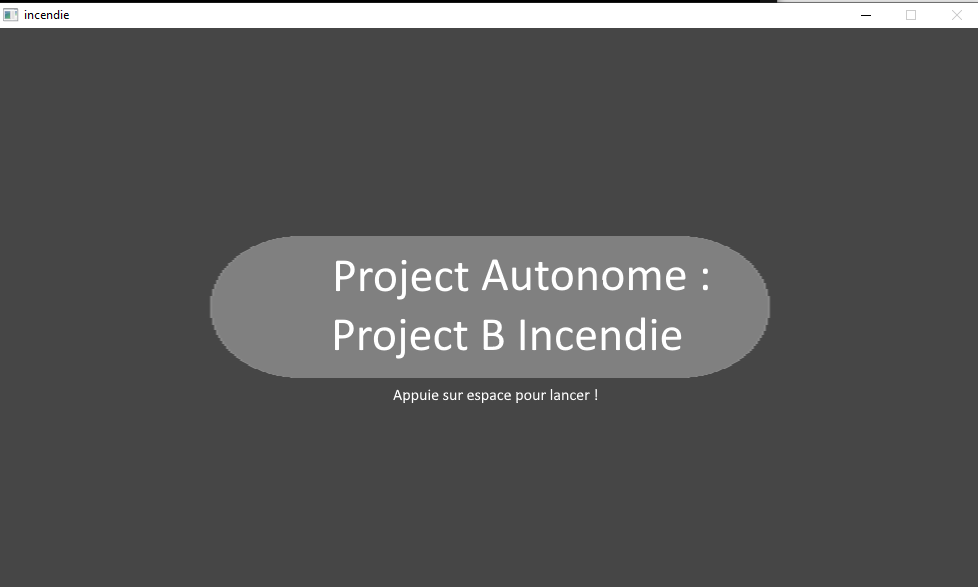 incendie
Project Autonome :
Project B Incendie
Appuie sur espace pour lancer !